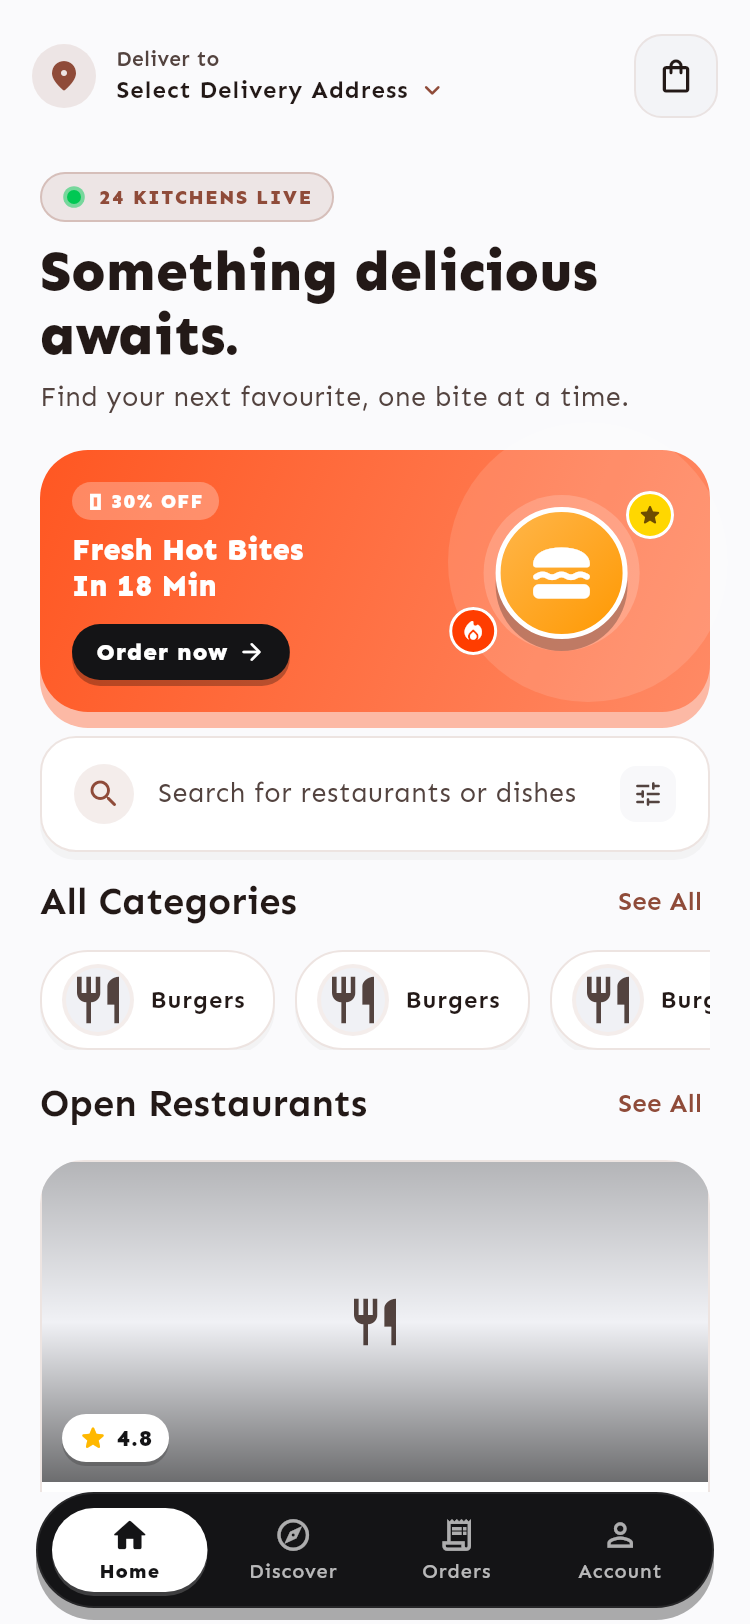 Deliver to
Select Delivery Address
24 KITCHENS LIVE
Something delicious
awaits.
Find your next favourite, one bite at a time.
30% OFF
Fresh Hot Bites
In 18 Min
Order now
Search for restaurants or dishes
All Categories
See All
Burgers
Burgers
Burg
Open Restaurants
See All
4.8
Home
Discover
Orders
Account